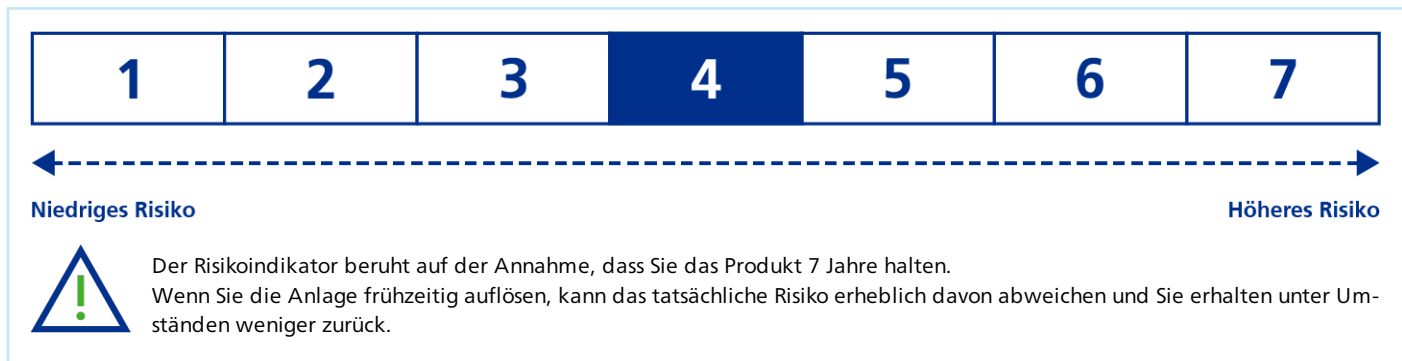 1 2 3 4 5 6 7
Niedriges Risiko Höheres Risiko
Der Risikoindikator beruht auf der Annahme, dass Sie das Produkt 7 Jahre halten.
Wenn Sie die Anlage frühzeitig auflösen, kann das tatsächliche Risiko erheblich davon abweichen und Sie erhalten unter Um-
ständen weniger zurück.